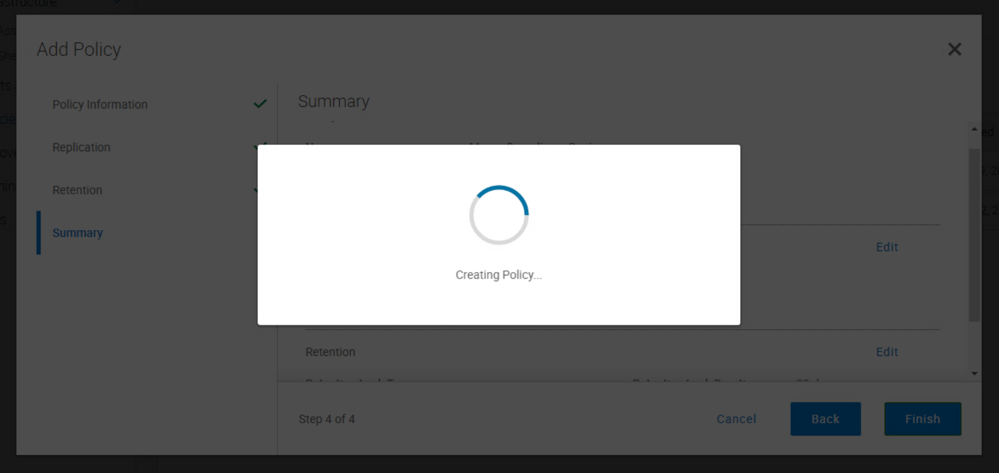 Add Policy
Policy Information
Replication
Retention
Summary
Summary
Edit
Creating Policy...
Retention
Edit
Step 4 of 4
Cancel
Back
Finish